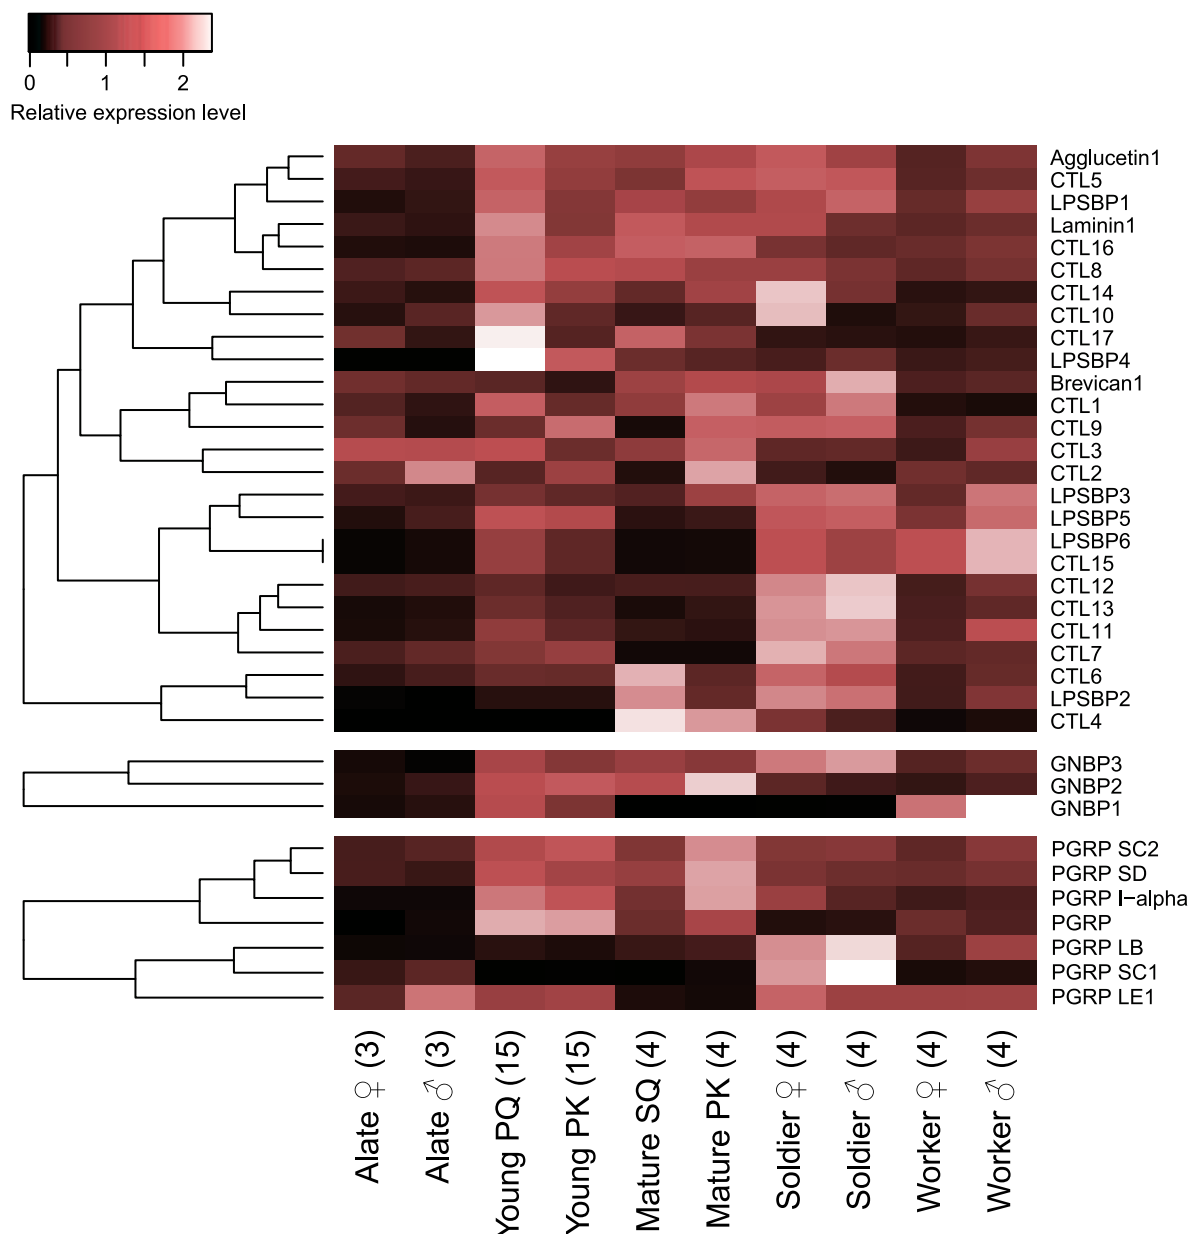 0 1 2
Relative expression level
Agglucetin1
CTL5
LPSBP1
Laminin1
CTL16
CTL8
CTL14
CTL10
CTL17
LPSBP4
Brevican1
CTL1
CTL9
CTL3
CTL2
LPSBP3
LPSBP5
LPSBP6
CTL15
CTL12
CTL13
CTL11
CTL7
CTL6
LPSBP2
CTL4
GNBP3
GNBP2
GNBP1
PGRP SC2
PGRP SD
PGRP I−alpha
PGRP
PGRP LB
PGRP SC1
PGRP LE1
Alate ♀ (3)
Alate ♂ (3)
Young PQ (15)
Young PK (15)
Mature SQ (4)
Mature PK (4)
Soldier ♀ (4)
Soldier ♂ (4)
Worker ♀ (4)
Worker ♂ (4)